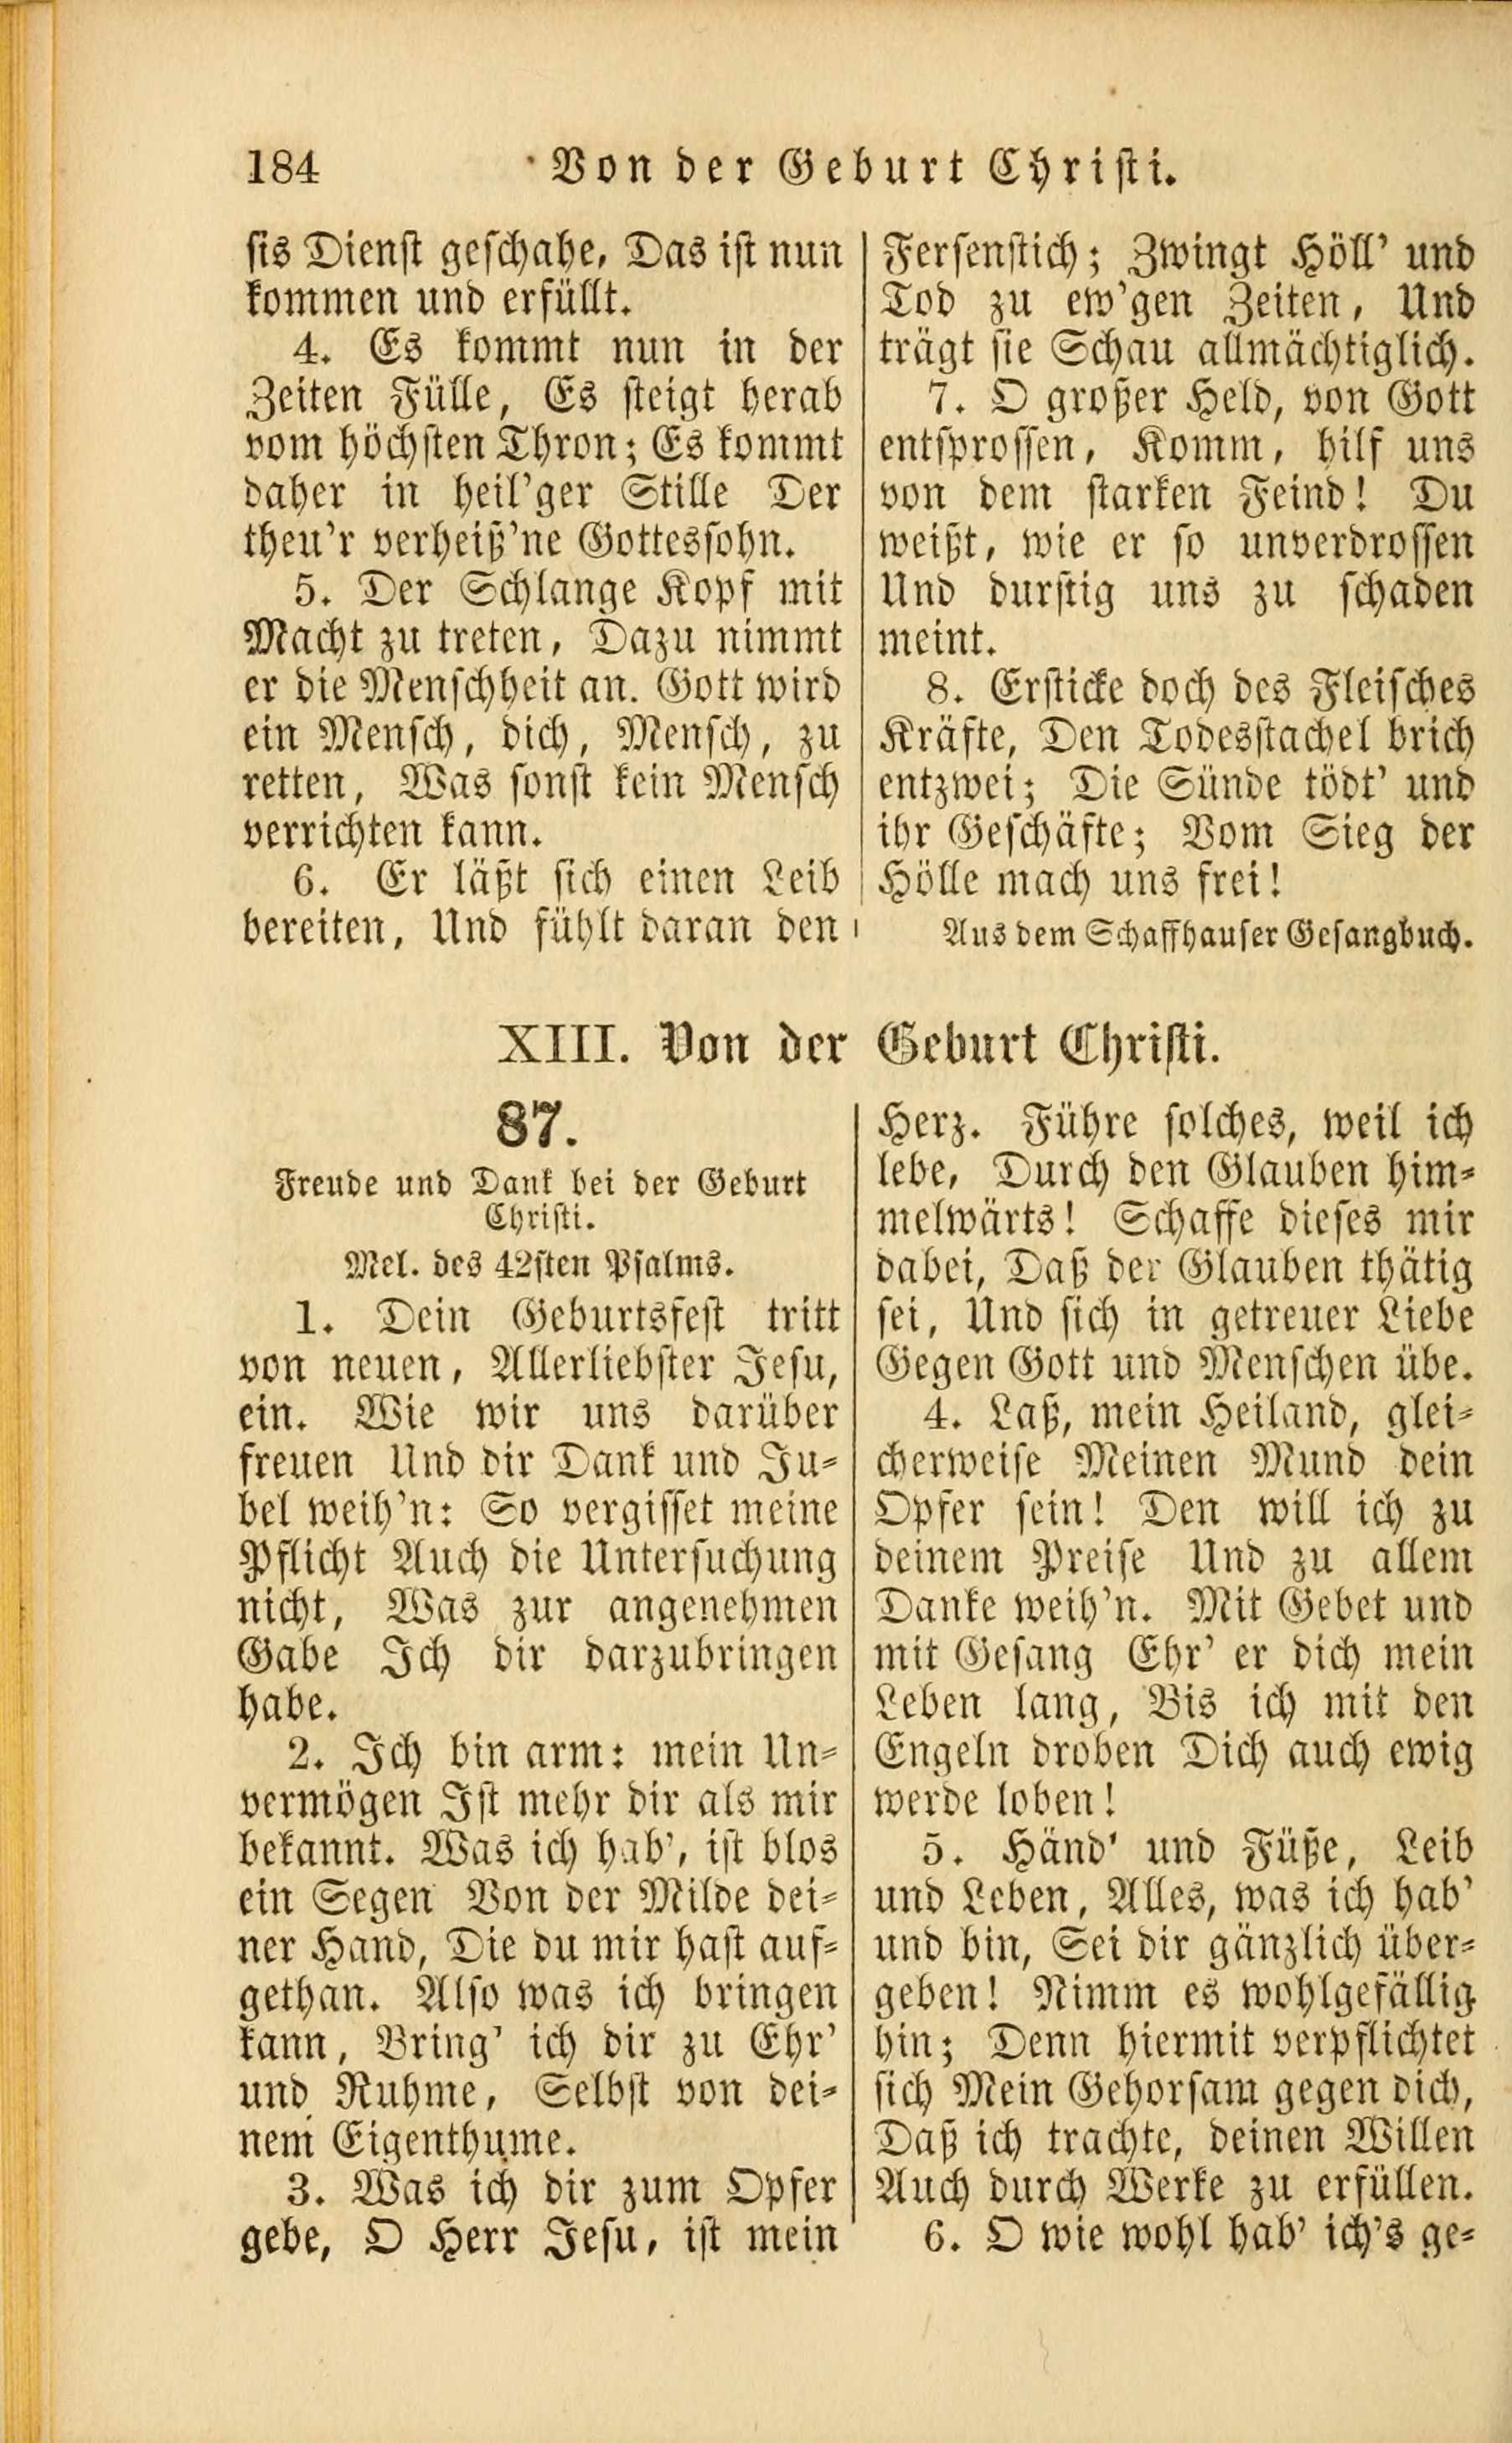 184 Von der Geburt Christi.
sis Dienst geschahe, Das ist nun
kommen und erfüllt.
4. Es kommt nun in der
Zeiten Fülle, Es steigt herab
vom höchsten Thron; Es kommt
daher in heil'ger Stille Der
theu'r verheiß'ne Gottessohn.
5. Der Schlange Kopf mit
Macht zu treten, Dazu nimmt
er die Menschheit an. Gott wird
ein Mensch, dich, Mensch, zu
retten, Was sonst kein Mensch
verrichten kann.
6. Er läßt sich einen Leib
bereiten, Und fühlt daran den
Fersenstich; Zwingt Höll' und
Tod zu ew'gen Zeiten, Und
trägt sie Schau allmächtiglich.
7. O großer Held, von Gott
entsprossen, Komm, hilf uns
von dem starken Feind! Du
weißt, wie er so unverdrossen
Und durstig uns zu schaden
meint.
8. Ersticke doch des Fleisches
Kräfte, Den Todesstachel brich
entzwei; Die Sünde tödt' und
ihr Geschäfte; Vom Sieg der
Hölle mach uns frei!
Aus dem Schaffhauser Gesangbuch.
XIII. Von der Geburt Christi.
87.
Freude und Dank bei der Geburt
Christi.
Mel. des 42sten Psalms.
1. Dein Geburtsfest tritt
von neuen, Allerliebster Jesu,
ein. Wie wir uns darüber
freuen Und dir Dank und Ju-
bel weih'n: So vergisset meine
Pflicht Auch die Untersuchung
nicht, Was zur angenehmen
Gabe Ich dir darzubringen
habe.
2. Ich bin arm: mein Un-
vermögen Ist mehr dir als mir
bekannt. Was ich hab', ist blos
ein Segen Von der Milde dei-
ner Hand, Die du mir hast auf-
gethan. Also was ich bringen
kann, Bring' ich dir zu Ehr'
und Ruhme, Selbst von dei-
nem Eigenthume.
3. Was ich dir zum Opfer
gebe, O Herr Jesu, ist mein
Herz. Führe solches, weil ich
lebe, Durch den Glauben him-
melwärts! Schaffe dieses mir
dabei, Daß der Glauben thätig
sei, Und sich in getreuer Liebe
Gegen Gott und Menschen übe.
4. Laß, mein Heiland, glei-
cherweise Meinen Mund dein
Opfer sein! Den will ich zu
deinem Preise Und zu allem
Danke weih'n. Mit Gebet und
mit Gesang Ehr' er dich mein
Leben lang, Bis ich mit den
Engeln droben Dich auch ewig
werde loben!
5. Händ' und Füße, Leib
und Leben, Alles, was ich hab'
und bin, Sei dir gänzlich über-
geben! Nimm es wohlgefällig
hin; Denn hiermit verpflichtet
sich Mein Gehorsam gegen dich,
Daß ich trachte, deinen Willen
Auch durch Werke zu erfüllen.
6. O wie wohl hab' ich's ge-